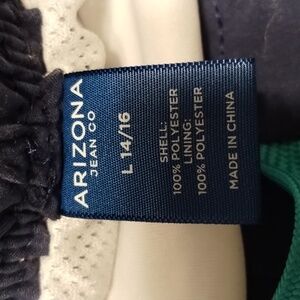 ARIZONA
JEAN CO
L 14/16
SHELL:
100% POLYESTER
LINING:
100% POLYESTER
MADE IN CHINA